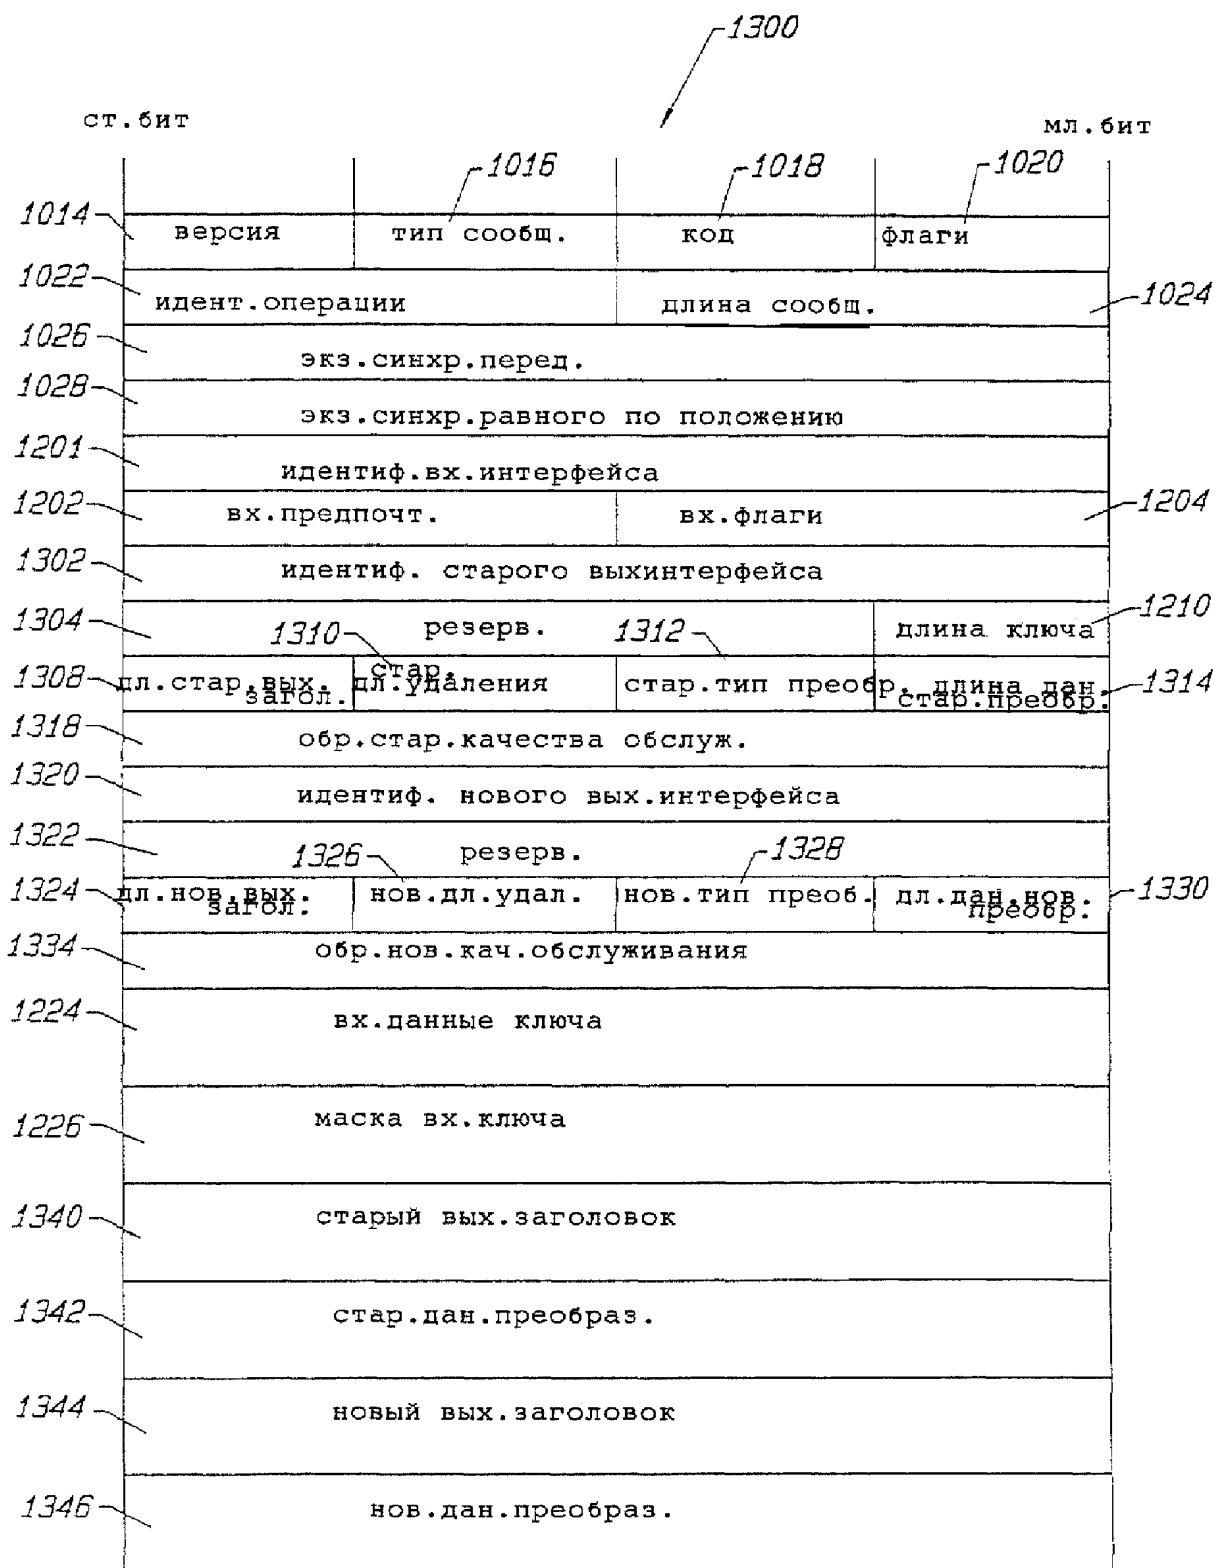 1300
ст.бит
мл.бит
1016 1018 1020
1014 версия тип сообщ. код флаги
1022 идент.операции длина сообщ. 1024
1026 экз.синхр.перед.
1028 экз.синхр.равного по положению
1201 идентиф.вх.интерфейса
1202 вх.предпочт. вх.флаги 1204
1302 идентиф. старого выхинтерфейса
1304 резерв. длина ключа 1210
1310 1312
1308 дл.стар.вых. загол. стар. дл.удаления стар.тип преобр. длина дан. стар.преобр. 1314
1318 обр.стар.качества обслуж.
1320 идентиф. нового вых.интерфейса
1322 резерв.
1326 1328
1324 дл.нов.вых. загол. нов.дл.удал. нов.тип преоб. дл.дан.нов. преобр. 1330
1334 обр.нов.кач.обслуживания
1224 вх.данные ключа
1226 маска вх.ключа
1340 старый вых.заголовок
1342 стар.дан.преобраз.
1344 новый вых.заголовок
1346 нов.дан.преобраз.